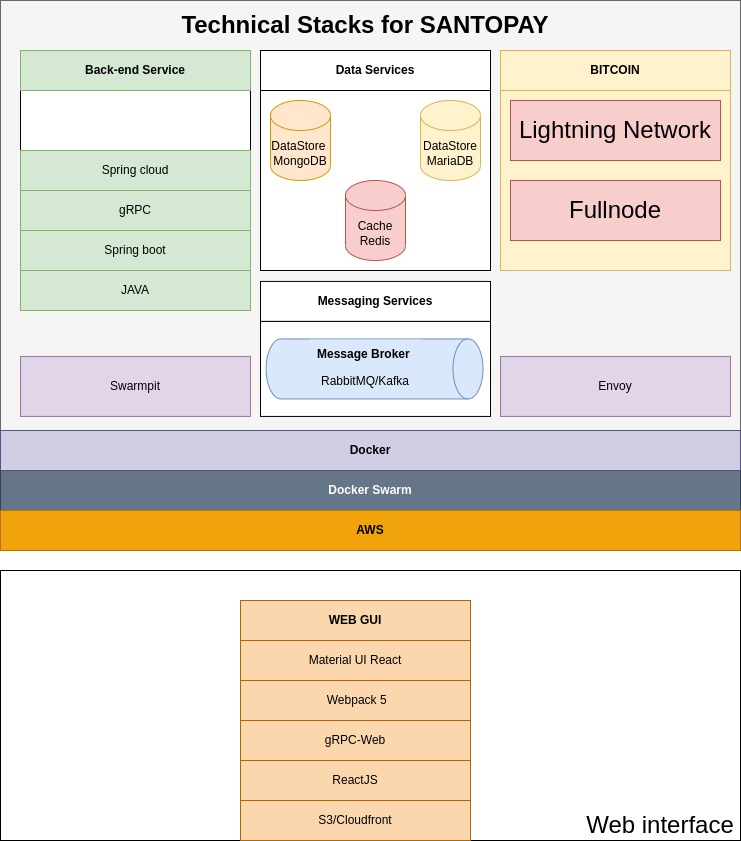 Technical Stacks for SANTOPAY
Back-end Service
Spring cloud
gRPC
Spring boot
JAVA
Data Services
DataStore
MongoDB
DataStore
MariaDB
Cache
Redis
BITCOIN
Lightning Network
Fullnode
Messaging Services
Message Broker
RabbitMQ/Kafka
Swarmpit
Envoy
Docker
Docker Swarm
AWS
WEB GUI
Material UI React
Webpack 5
gRPC-Web
ReactJS
S3/Cloudfront
Web interface